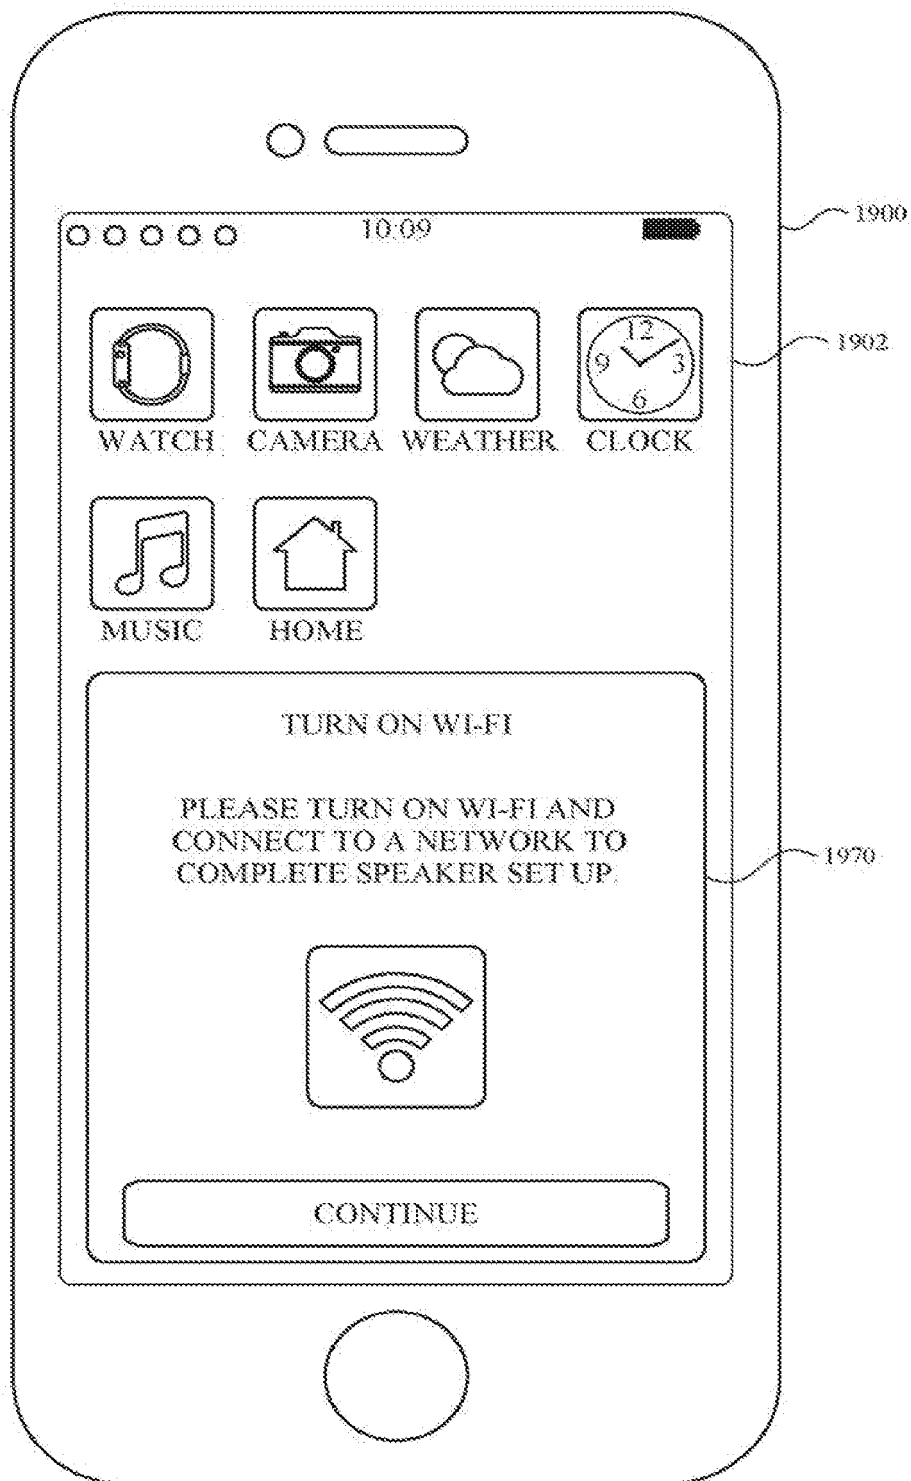 10:09
1900
12
9 3
6
1902
WATCH CAMERA WEATHER CLOCK
MUSIC HOME
TURN ON WI-FI
PLEASE TURN ON WI-FI AND
CONNECT TO A NETWORK TO
COMPLETE SPEAKER SET UP.
1970
CONTINUE